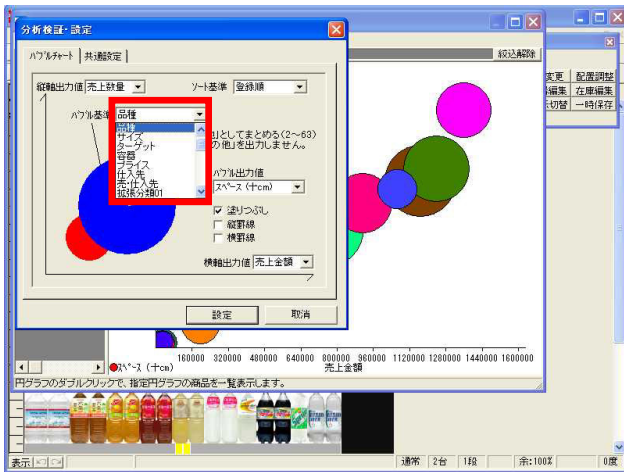 分析検証・設定
バブルチャート 共通設定
絞込解除
変更 配置調整
編集 在庫編集
切替 一時保存
縦軸出力値 売上数量 ソート基準 登録順
バブル基準 品種
品種
サイズ
ターゲット
容器
プライス
仕入先
売・仕入先
拡張分類01
としてまとめる(2~63)
の他」を出力しません。
バブル出力値
スペース (十cm)
塗りつぶし
縦罫線
横罫線
横軸出力値 売上金額
設定 取消
160000 320000 480000 640000 800000 960000 1120000 1280000 1440000 1600000
●スペース (十cm) 売上金額
円グラフのダブルクリックで、指定円グラフの商品を一覧表示します。
表示 通常 2台 1段 余:100% 0度